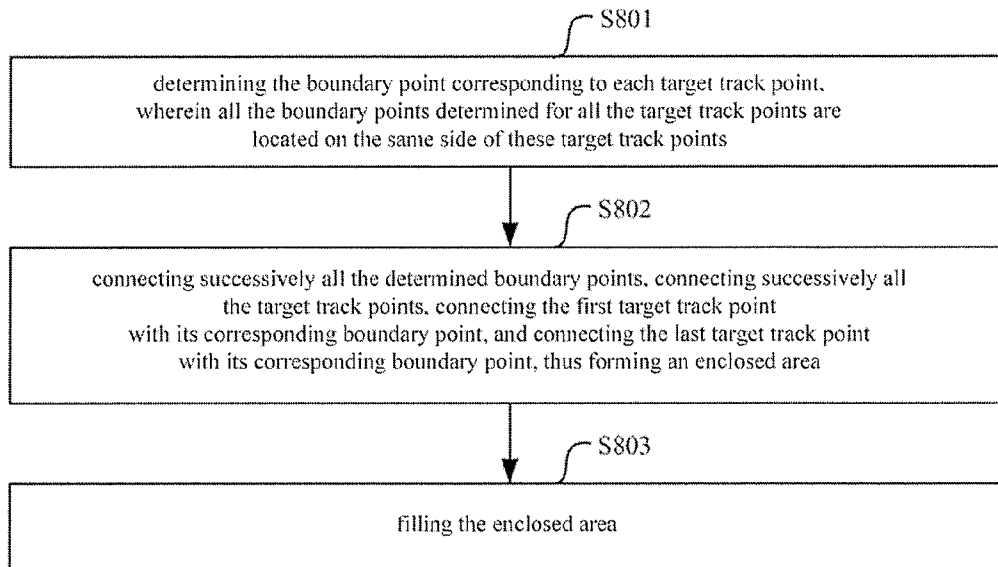 S801
determining the boundary point corresponding to each target track point,
wherein all the boundary points determined for all the target track points are
located on the same side of these target track points
S802
connecting successively all the determined boundary points, connecting successively all
the target track points, connecting the first target track point
with its corresponding boundary point, and connecting the last target track point
with its corresponding boundary point, thus forming an enclosed area
S803
filling the enclosed area